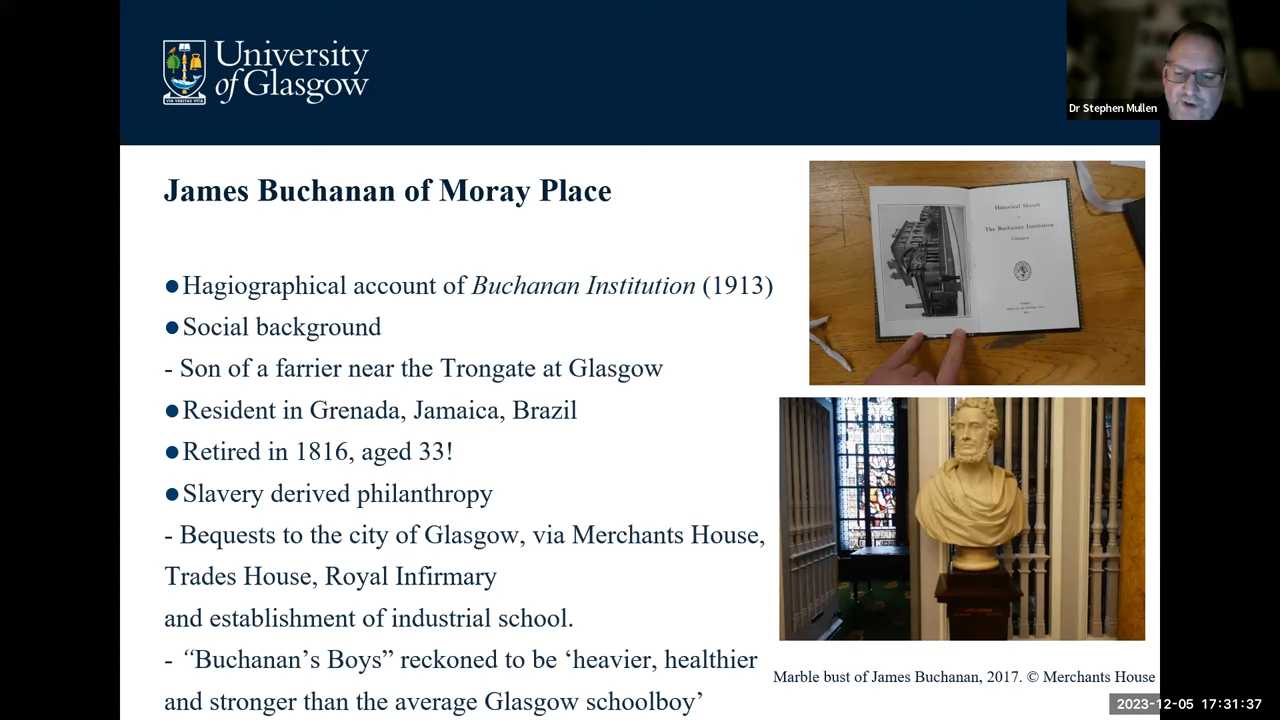 University
of Glasgow
VIA VERITAS VITA
Dr Stephen Mullen
James Buchanan of Moray Place
●Hagiographical account of Buchanan Institution (1913)
●Social background
- Son of a farrier near the Trongate at Glasgow
●Resident in Grenada, Jamaica, Brazil
●Retired in 1816, aged 33!
●Slavery derived philanthropy
- Bequests to the city of Glasgow, via Merchants House,
Trades House, Royal Infirmary
and establishment of industrial school.
- “Buchanan’s Boys” reckoned to be ‘heavier, healthier
and stronger than the average Glasgow schoolboy’
Historical Sketch
The Buchanan Institution
Glasgow
Marble bust of James Buchanan, 2017. © Merchants House
2023-12-05 17:31:37